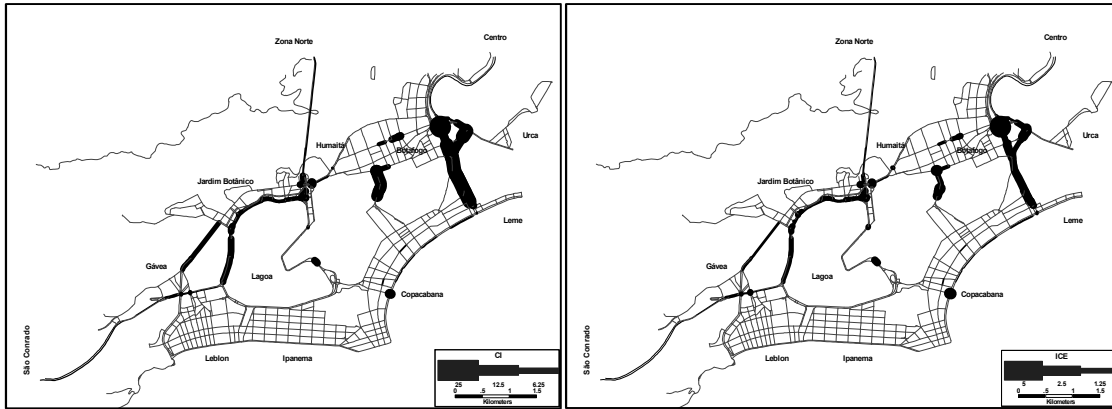 Zona Norte
Centro
Urca
Humaitá
Botafogo
Jardim Botânico
Leme
Gávea
Lagoa
Copacabana
São Conrado
Leblon
Ipanema
CI
25 12.5 6.25
0 .5 1 1.5
Kilometers
Zona Norte
Centro
Urca
Humaitá
Botafogo
Jardim Botânico
Leme
Gávea
Lagoa
Copacabana
São Conrado
Leblon
Ipanema
ICE
5 2.5 1.25
0 .5 1 1.5
Kilometers